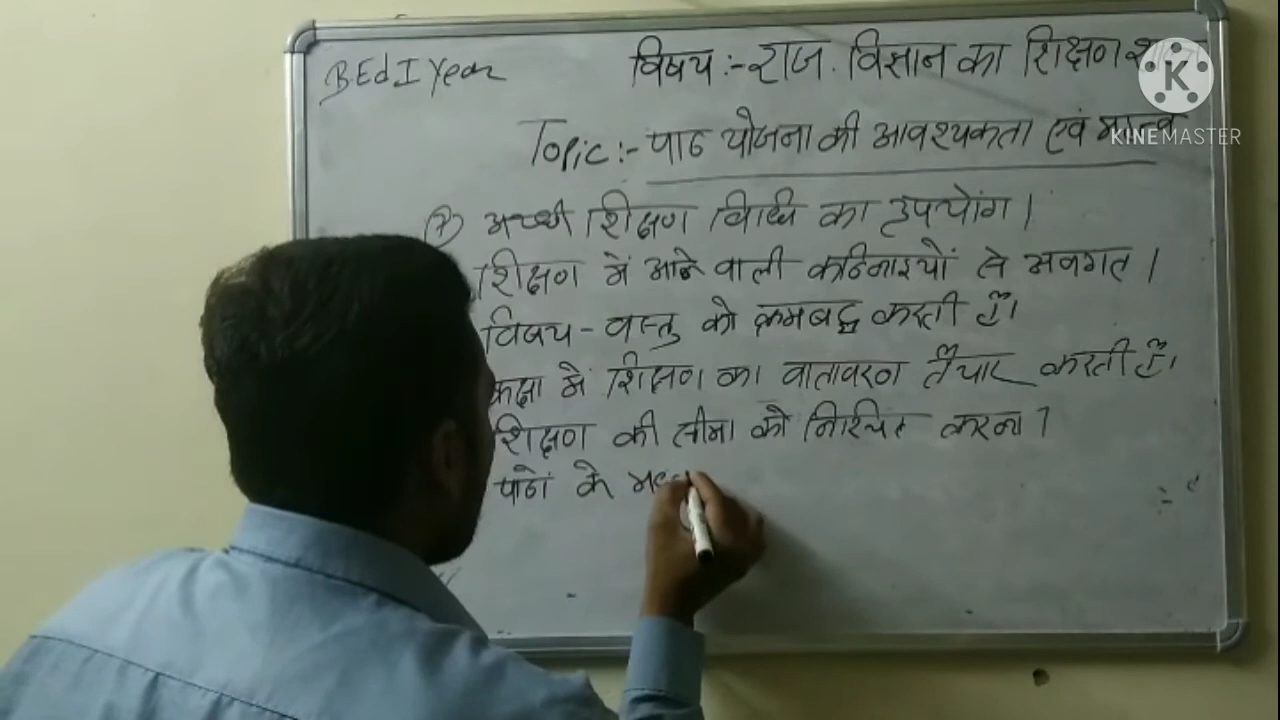 BEd I Year
विषय :- राज. विज्ञान का शिक्षण
KINEMASTER
Topic :- पाठ योजना की आवश्यकता एवं महत्व
अच्छी शिक्षण विधि का उपयोग।
शिक्षण में आने वाली कठिनाइयों से अवगत।
विषय - वस्तु को क्रमबद्ध करती है।
कक्षा में शिक्षण का वातावरण तैयार करती है।
शिक्षण की सीमा को निश्चित करना।
पाठों के